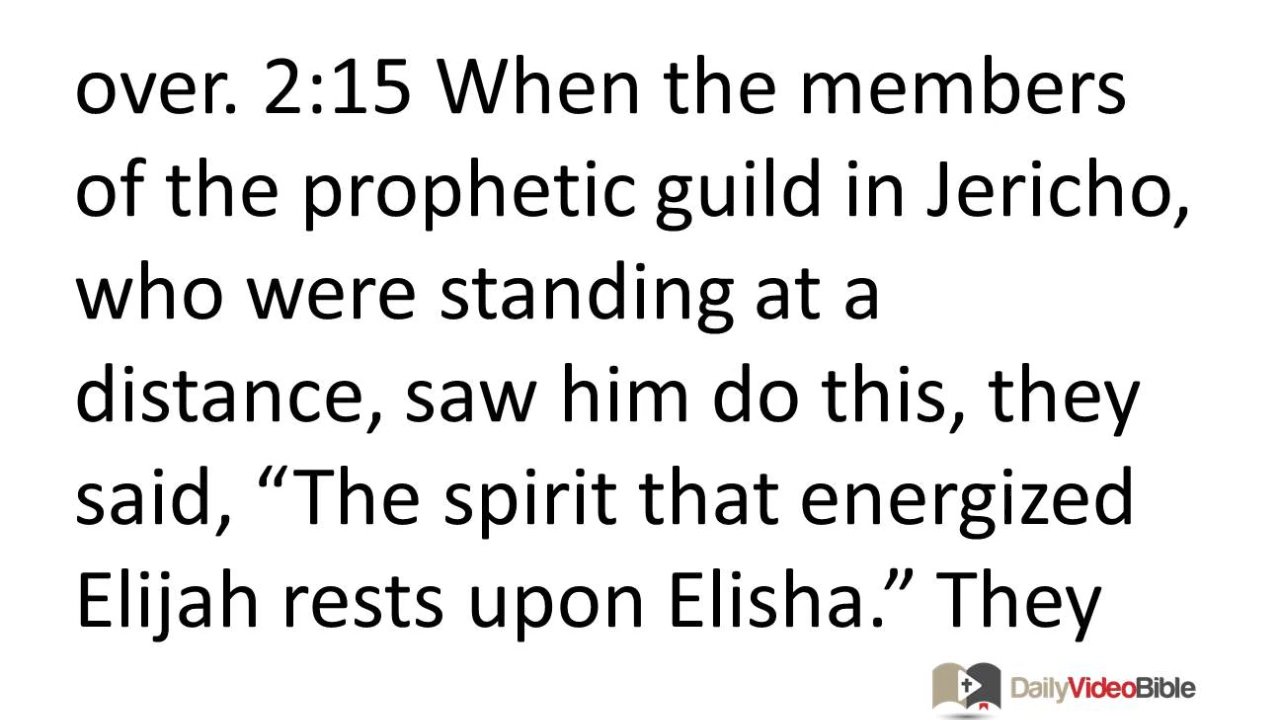 over. 2:15 When the members
of the prophetic guild in Jericho,
who were standing at a
distance, saw him do this, they
said, “The spirit that energized
Elijah rests upon Elisha.” They
DailyVideoBible